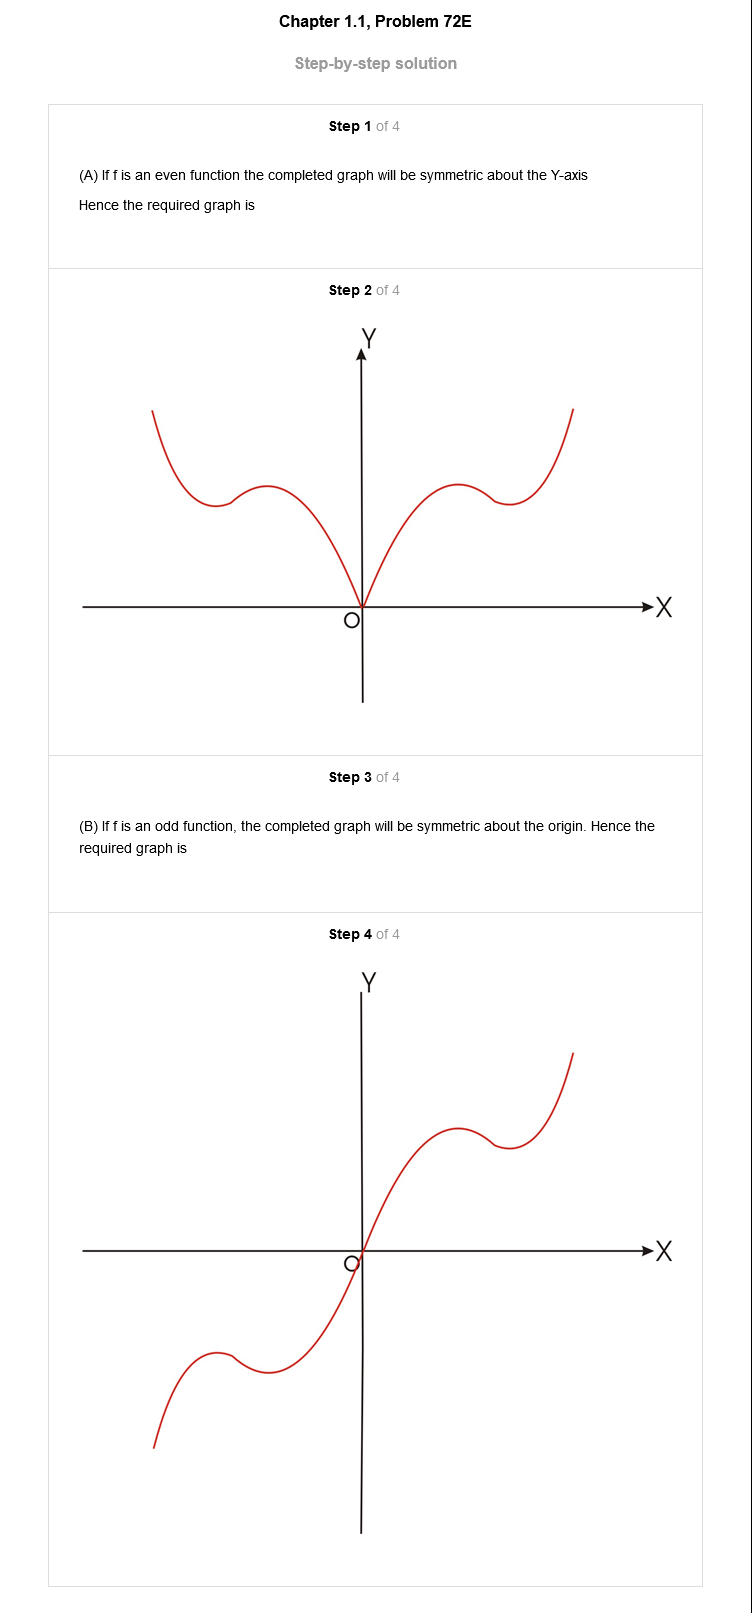 Chapter 1.1, Problem 72E
Step-by-step solution
Step 1 of 4
(A) If f is an even function the completed graph will be symmetric about the Y-axis
Hence the required graph is
Step 2 of 4
Y
X
O
Step 3 of 4
(B) If f is an odd function, the completed graph will be symmetric about the origin. Hence the
required graph is
Step 4 of 4
Y
X
O